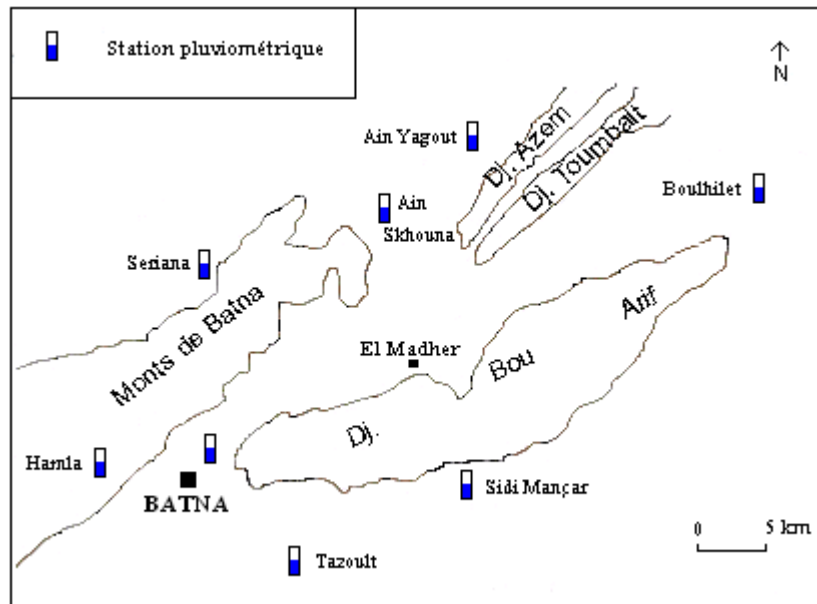 Station pluviométrique
N
Ain Yagout
Dj. Azem
Dj. Toumbait
Boulhilet
Ain
Skhouna
Seriana
Monts de Batna
Arif
El Madher
Bou
Dj.
Hamla
BATNA
Sidi Mançar
0 5 km
Tazoult